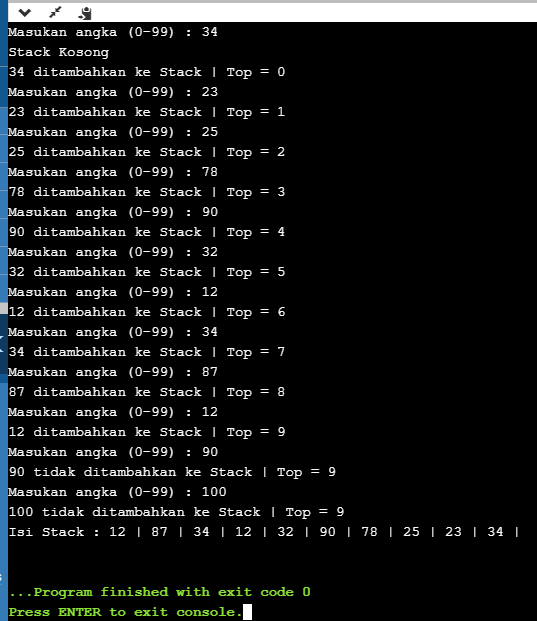 Masukan angka (0-99) : 34
Stack Kosong
34 ditambahkan ke Stack | Top = 0
Masukan angka (0-99) : 23
23 ditambahkan ke Stack | Top = 1
Masukan angka (0-99) : 25
25 ditambahkan ke Stack | Top = 2
Masukan angka (0-99) : 78
78 ditambahkan ke Stack | Top = 3
Masukan angka (0-99) : 90
90 ditambahkan ke Stack | Top = 4
Masukan angka (0-99) : 32
32 ditambahkan ke Stack | Top = 5
Masukan angka (0-99) : 12
12 ditambahkan ke Stack | Top = 6
Masukan angka (0-99) : 34
34 ditambahkan ke Stack | Top = 7
Masukan angka (0-99) : 87
87 ditambahkan ke Stack | Top = 8
Masukan angka (0-99) : 12
12 ditambahkan ke Stack | Top = 9
Masukan angka (0-99) : 90
90 tidak ditambahkan ke Stack | Top = 9
Masukan angka (0-99) : 100
100 tidak ditambahkan ke Stack | Top = 9
Isi Stack : 12 | 87 | 34 | 12 | 32 | 90 | 78 | 25 | 23 | 34 |
...Program finished with exit code 0
Press ENTER to exit console.